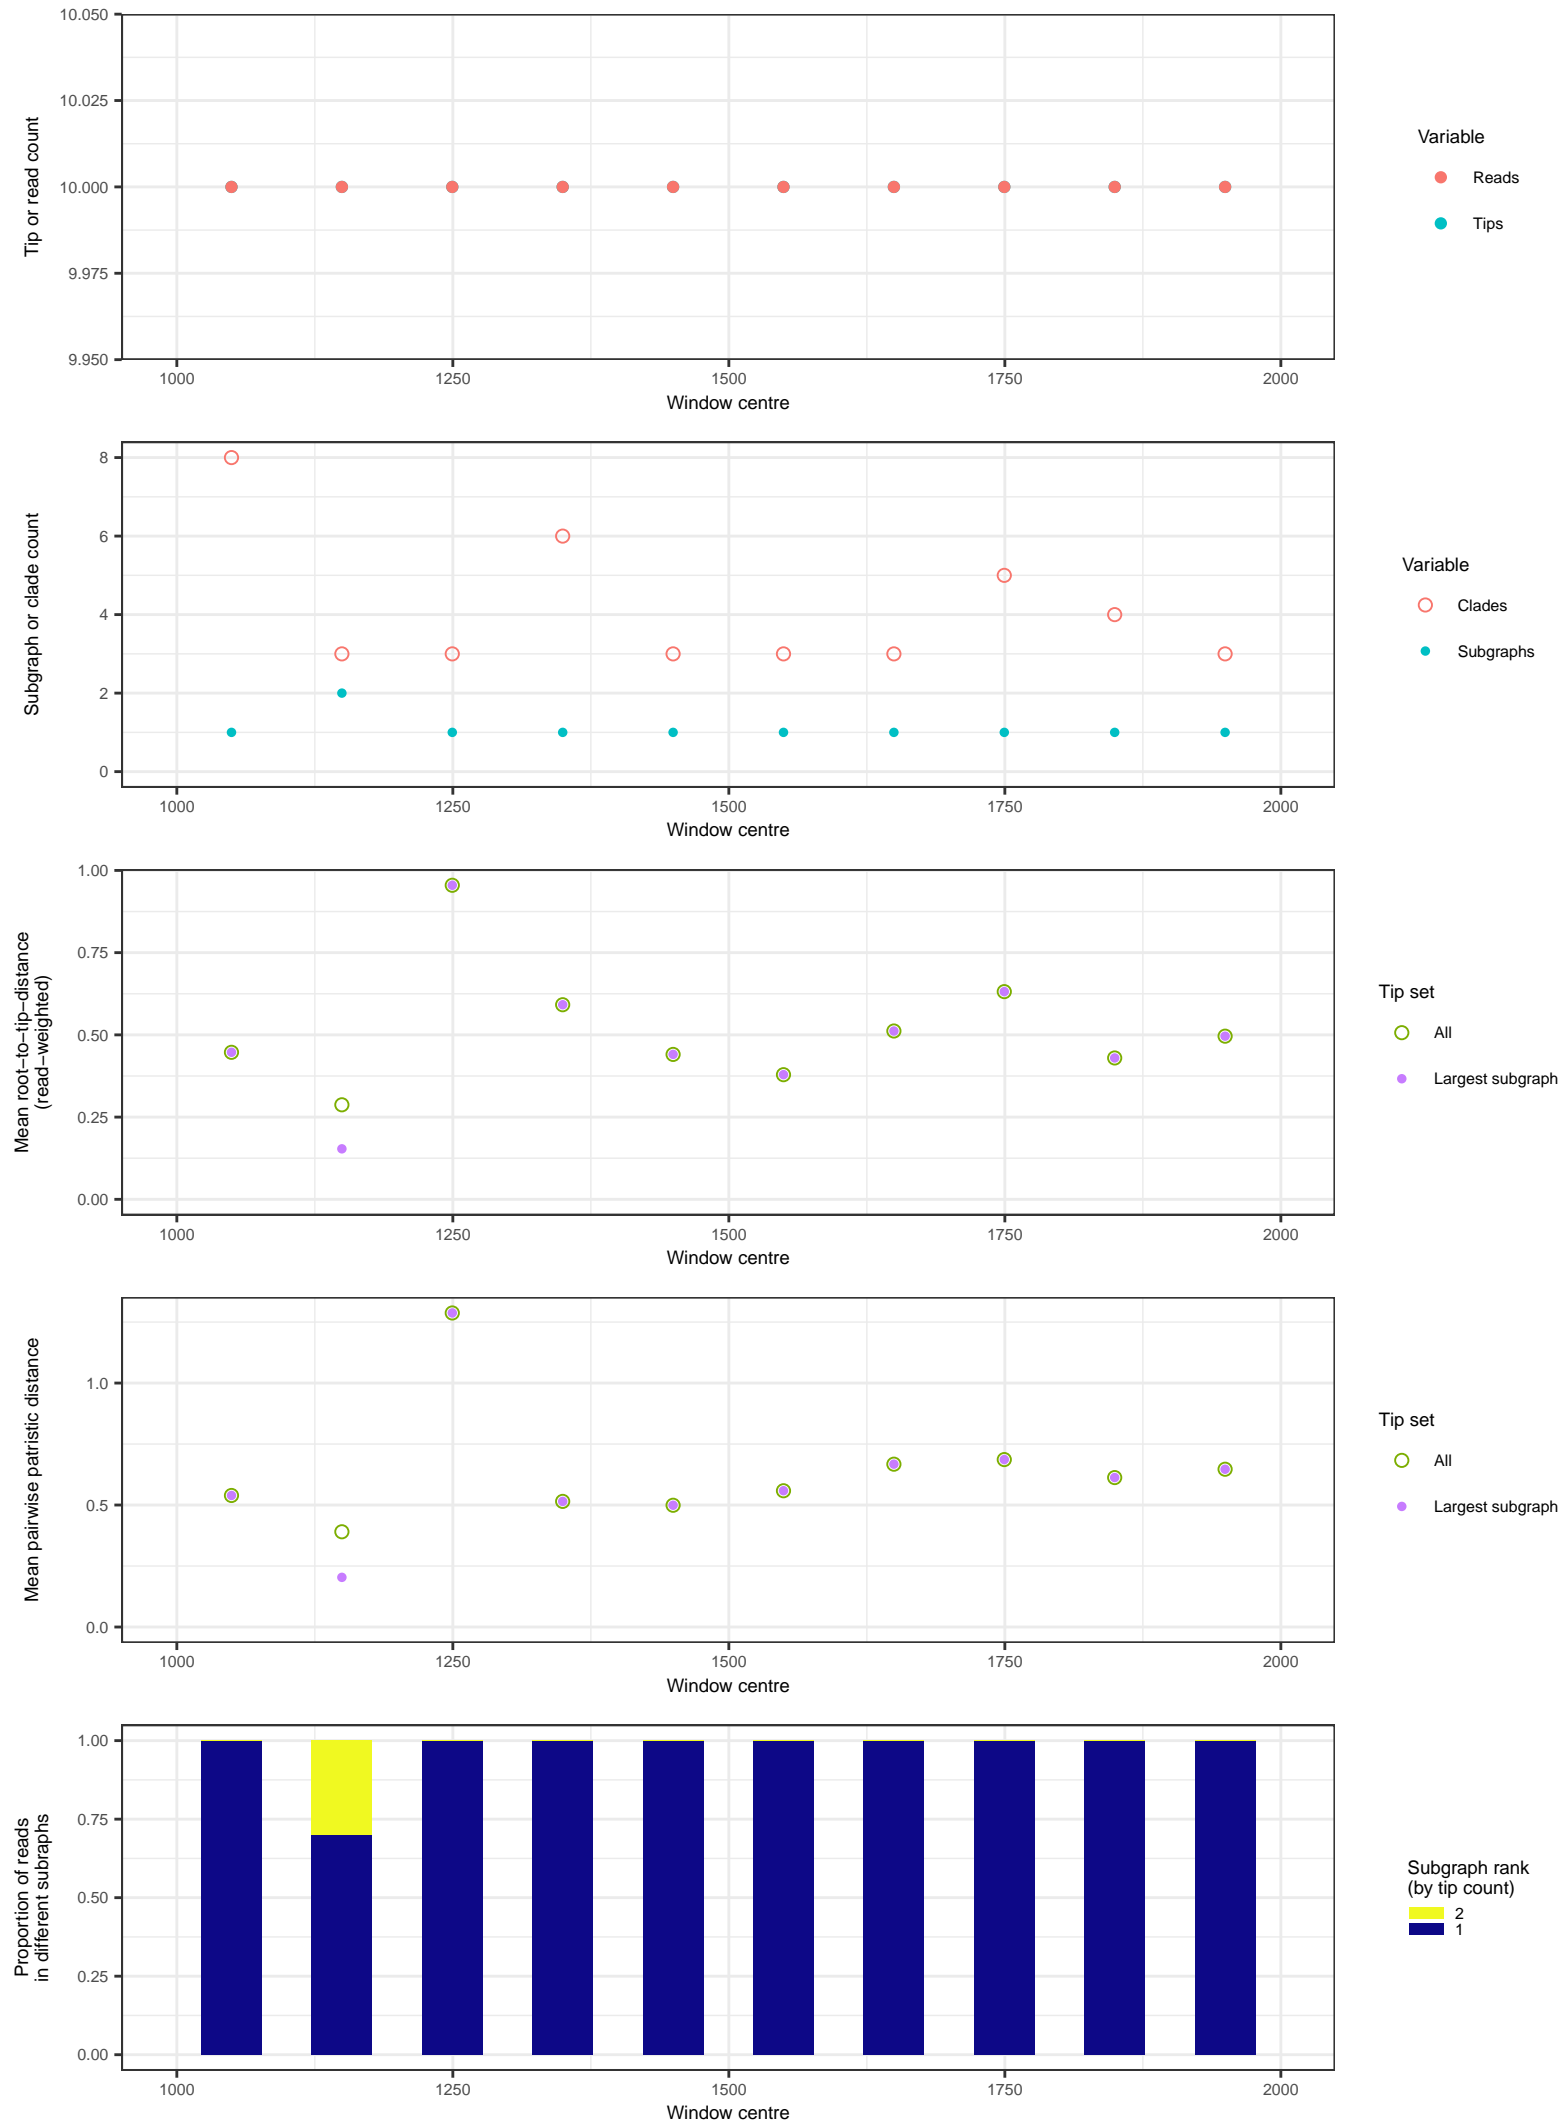 10.050
10.025
10.000
9.975
9.950
Tip or read count
1000 1250 1500 1750 2000
Window centre
Variable
Reads
Tips
8
6
4
2
0
Subgraph or clade count
1000 1250 1500 1750 2000
Window centre
Variable
Clades
Subgraphs
1.00
0.75
0.50
0.25
0.00
Mean root−to−tip−distance
(read−weighted)
1000 1250 1500 1750 2000
Window centre
Tip set
All
Largest subgraph
1.0
0.5
0.0
Mean pairwise patristic distance
1000 1250 1500 1750 2000
Window centre
Tip set
All
Largest subgraph
1.00
0.75
0.50
0.25
0.00
Proportion of reads
in different subraphs
1000 1250 1500 1750 2000
Window centre
Subgraph rank
(by tip count)
2
1